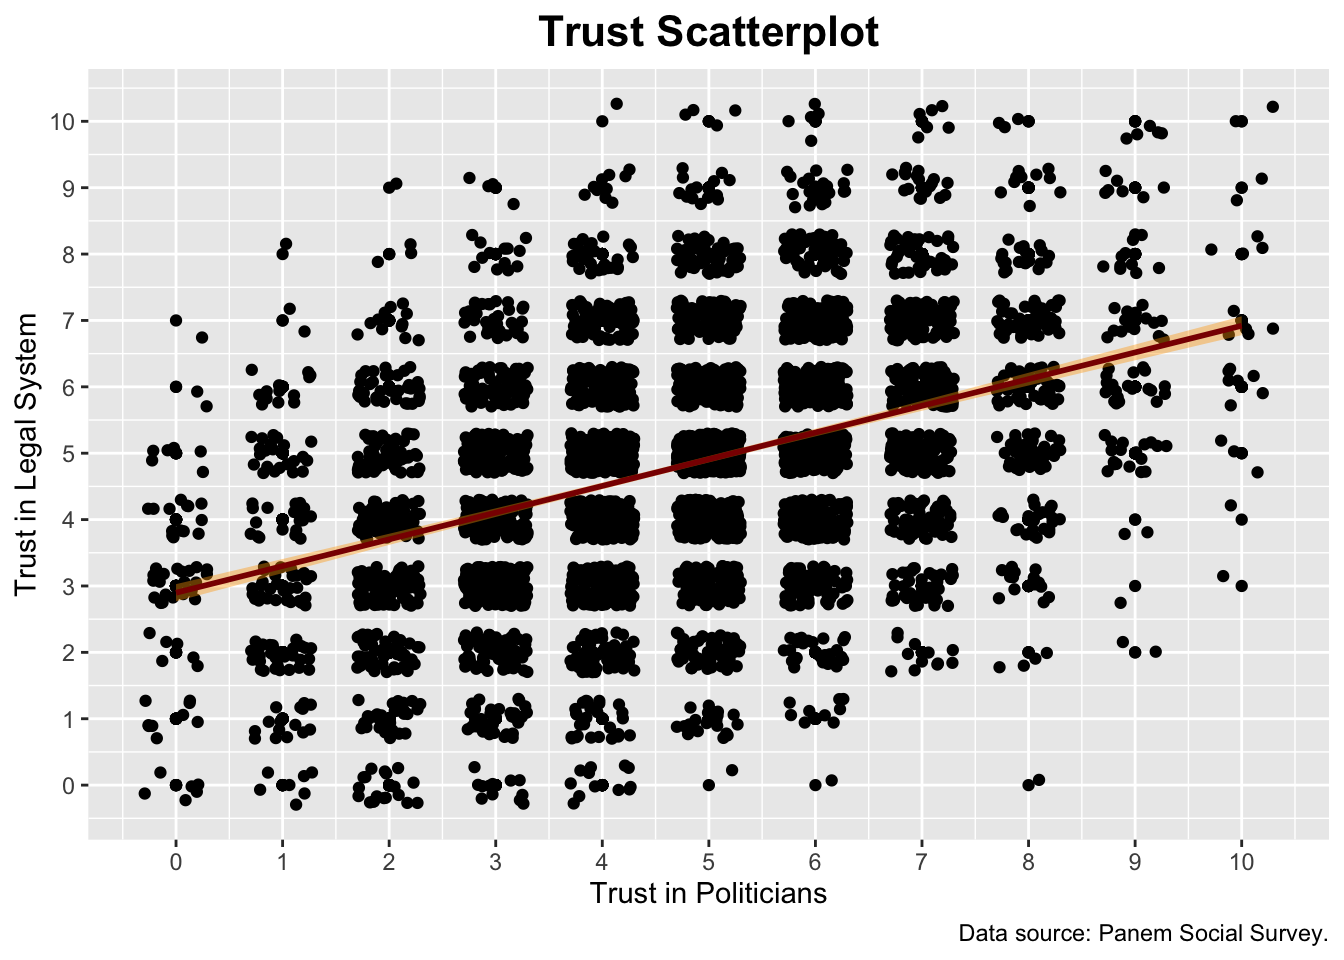 Trust Scatterplot
10
9
8
7
6
5
4
3
2
1
0
Trust in Legal System
0 1 2 3 4 5 6 7 8 9 10
Trust in Politicians
Data source: Panem Social Survey.